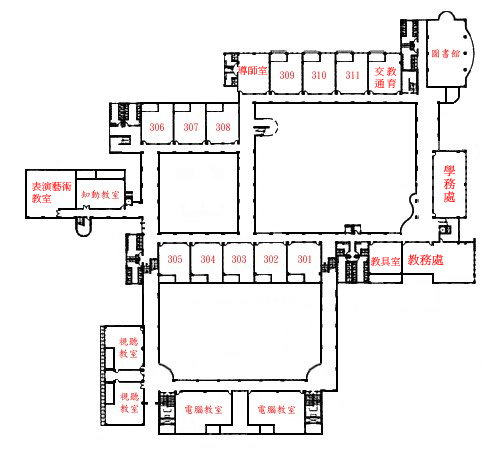 圖書館
導師室
309
310
311
交教
通育
306
307
308
學務處
表演藝術
教室
知動教室
305
304
303
302
301
教具室
教務處
視聽
教室
視聽
教室
電腦教室
電腦教室